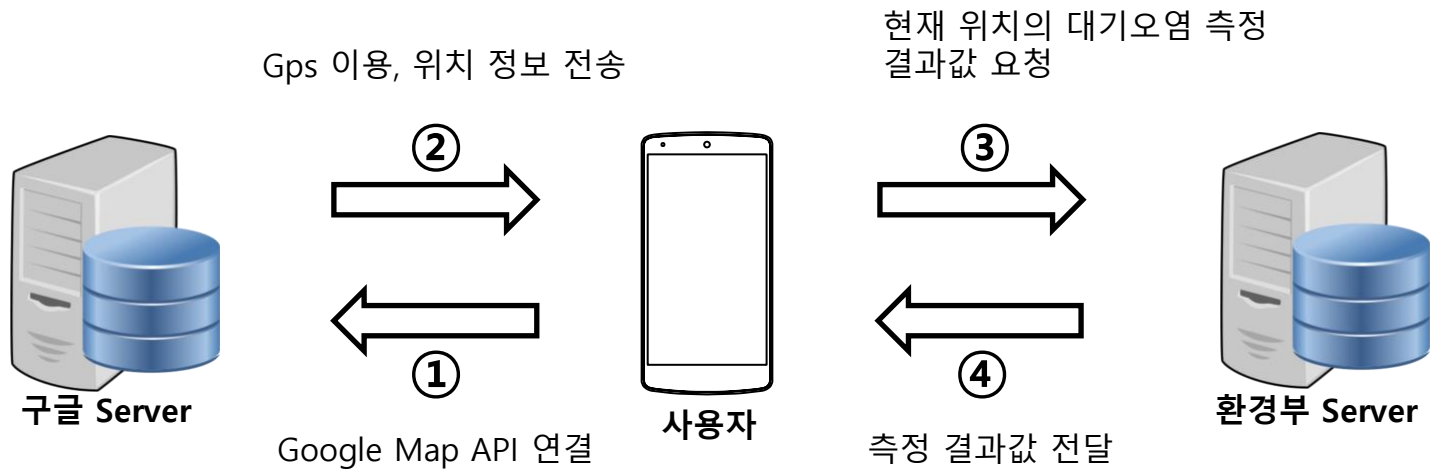 현재 위치의 대기오염 측정
결과값 요청
Gps 이용, 위치 정보 전송
②
③
①
④
구글 Server
사용자
환경부 Server
Google Map API 연결
측정 결과값 전달